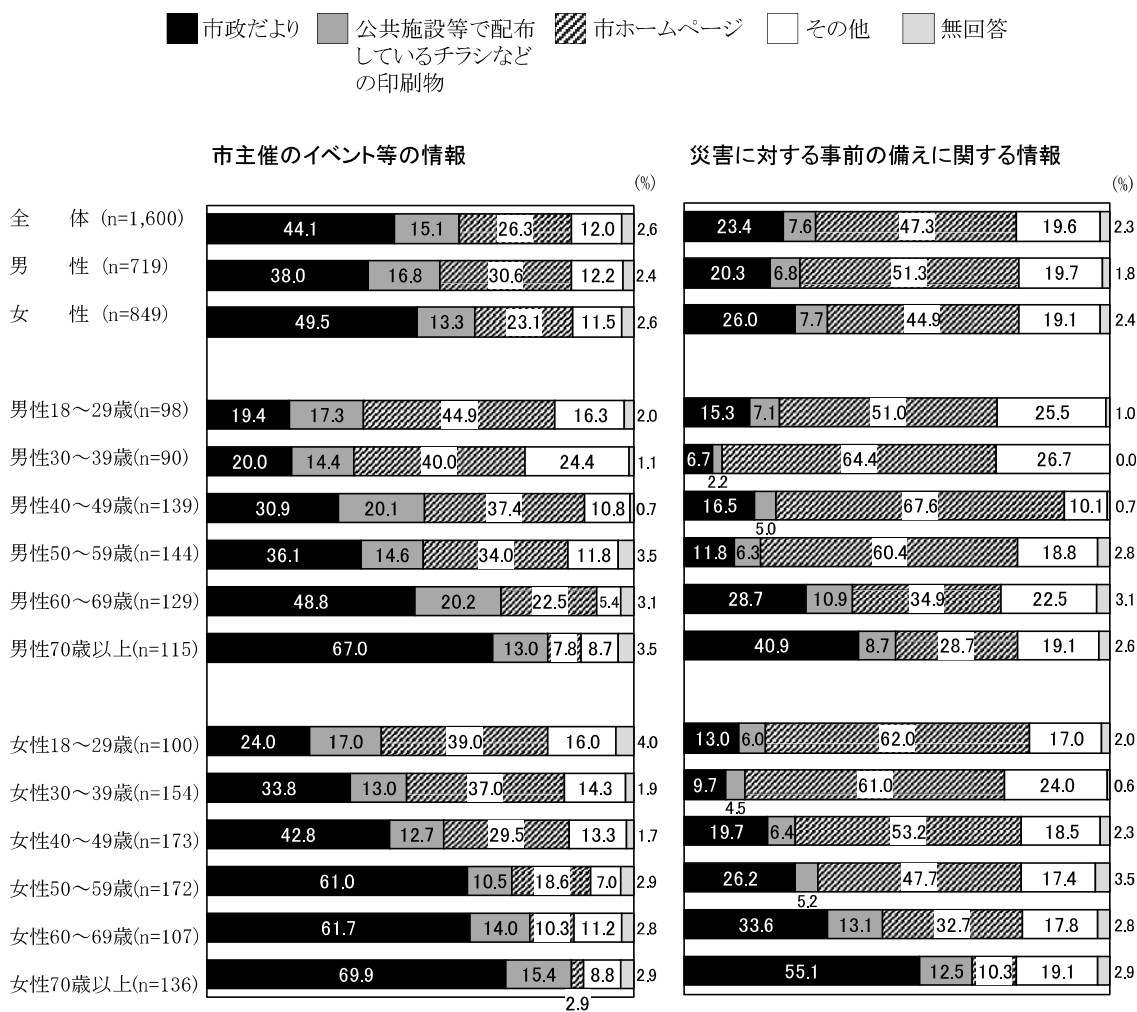 市政だより 公共施設等で配布 市ホームページ その他 無回答
しているチラシなど
の印刷物
市主催のイベント等の情報 災害に対する事前の備えに関する情報
(%) (%)
全 体 (n=1,600) 44.1 15.1 26.3 12.0 2.6 23.4 7.6 47.3 19.6 2.3
男 性 (n=719) 38.0 16.8 30.6 12.2 2.4 20.3 6.8 51.3 19.7 1.8
女 性 (n=849) 49.5 13.3 23.1 11.5 2.6 26.0 7.7 44.9 19.1 2.4
男性18～29歳(n=98) 19.4 17.3 44.9 16.3 2.0 15.3 7.1 51.0 25.5 1.0
男性30～39歳(n=90) 20.0 14.4 40.0 24.4 1.1 6.7 64.4 26.7 0.0
2.2
男性40～49歳(n=139) 30.9 20.1 37.4 10.8 0.7 16.5 67.6 10.1 0.7
5.0
男性50～59歳(n=144) 36.1 14.6 34.0 11.8 3.5 11.8 6.3 60.4 18.8 2.8
男性60～69歳(n=129) 48.8 20.2 22.5 5.4 3.1 28.7 10.9 34.9 22.5 3.1
男性70歳以上(n=115) 67.0 13.0 7.8 8.7 3.5 40.9 8.7 28.7 19.1 2.6
女性18～29歳(n=100) 24.0 17.0 39.0 16.0 4.0 13.0 6.0 62.0 17.0 2.0
女性30～39歳(n=154) 33.8 13.0 37.0 14.3 1.9 9.7 61.0 24.0 0.6
4.5
女性40～49歳(n=173) 42.8 12.7 29.5 13.3 1.7 19.7 6.4 53.2 18.5 2.3
女性50～59歳(n=172) 61.0 10.5 18.6 7.0 2.9 26.2 47.7 17.4 3.5
5.2
女性60～69歳(n=107) 61.7 14.0 10.3 11.2 2.8 33.6 13.1 32.7 17.8 2.8
女性70歳以上(n=136) 69.9 15.4 8.8 2.9 55.1 12.5 10.3 19.1 2.9
2.9